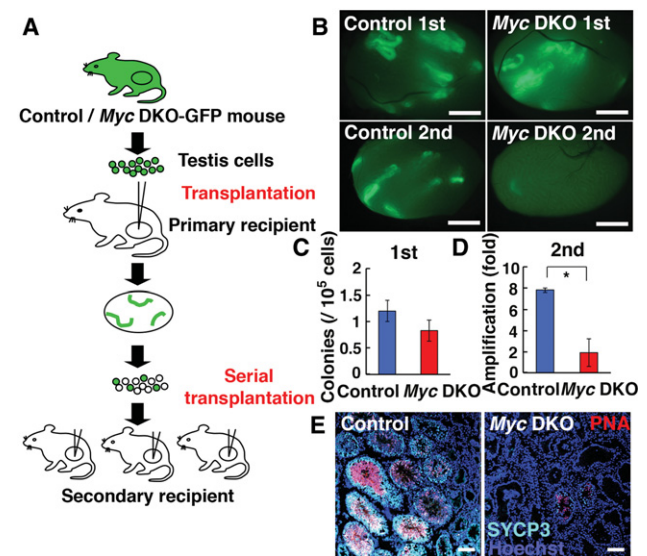 A
Control / Myc DKO-GFP mouse
Testis cells
Transplantation
Primary recipient
Serial
transplantation
Secondary recipient
B
Control 1st
Myc DKO 1st
Control 2nd
Myc DKO 2nd
C
1st
Colonies (/ 10⁵ cells)
2
1.5
1
0.5
0
Control Myc DKO
D
2nd
Amplification (fold)
10
8
6
4
2
0
*
Control Myc DKO
E
Control
Myc DKO
PNA
SYCP3
Hoechst